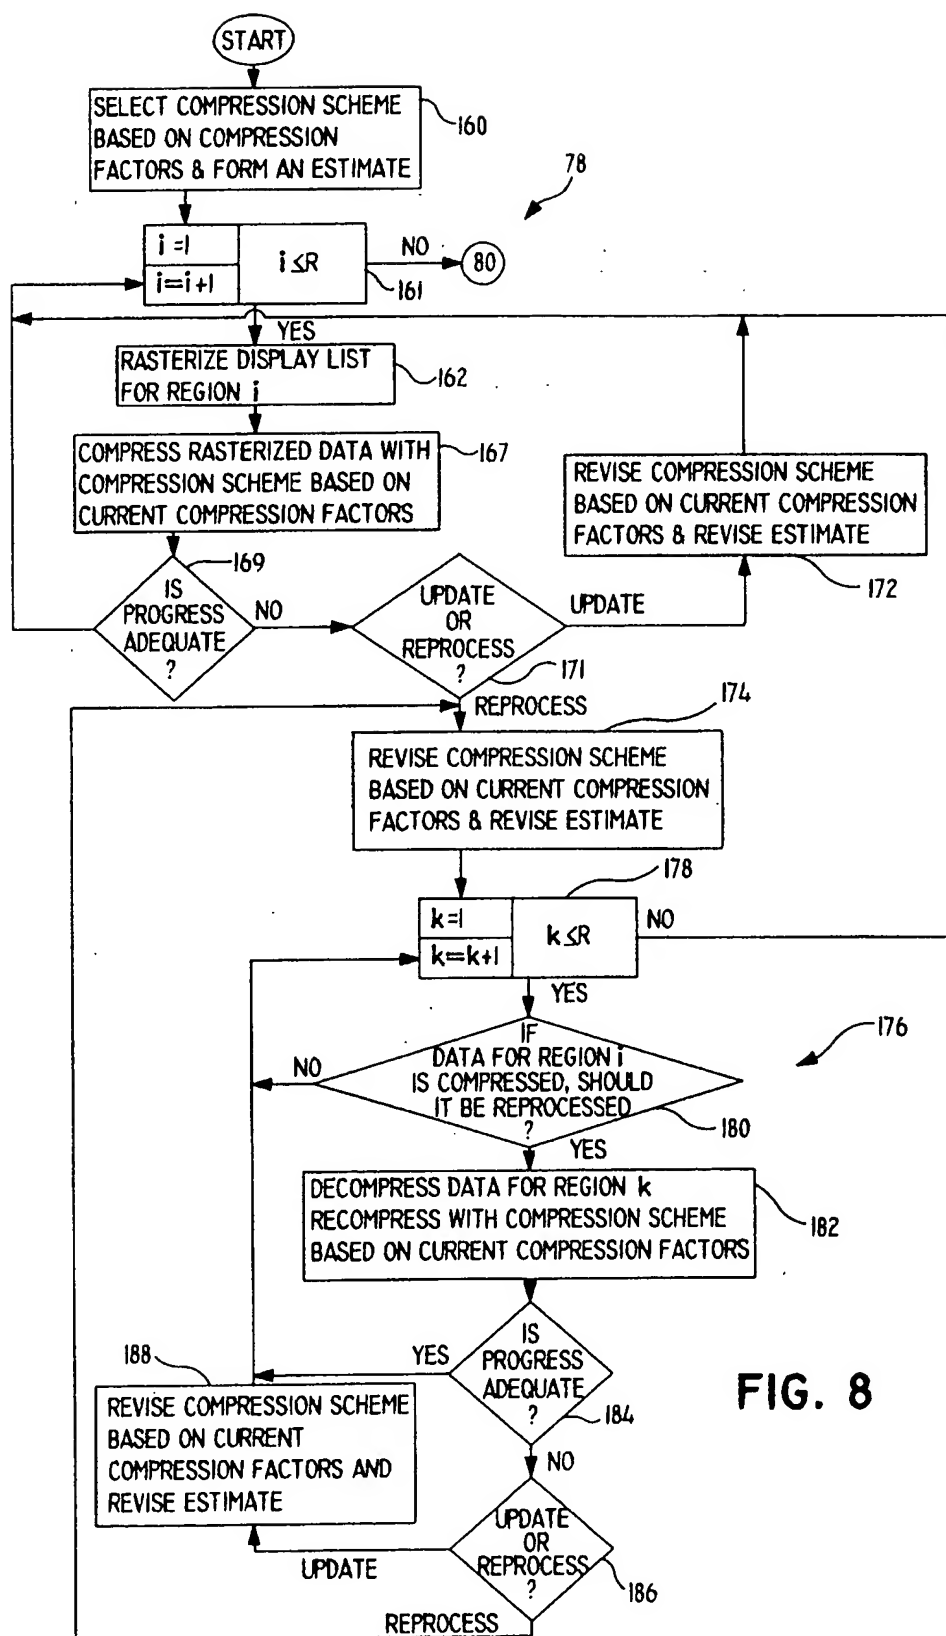 START
SELECT COMPRESSION SCHEME
BASED ON COMPRESSION
FACTORS & FORM AN ESTIMATE
160
78
i=1
i=i+1
i≤R
NO
80
161
YES
RASTERIZE DISPLAY LIST
FOR REGION i
162
COMPRESS RASTERIZED DATA WITH
COMPRESSION SCHEME BASED ON
CURRENT COMPRESSION FACTORS
167
REVISE COMPRESSION SCHEME
BASED ON CURRENT COMPRESSION
FACTORS & REVISE ESTIMATE
172
169
IS
PROGRESS
ADEQUATE
?
NO
UPDATE
OR
REPROCESS
?
UPDATE
171
REPROCESS
174
REVISE COMPRESSION SCHEME
BASED ON CURRENT COMPRESSION
FACTORS & REVISE ESTIMATE
178
k=1
k=k+1
k≤R
NO
YES
176
IF
DATA FOR REGION i
IS COMPRESSED, SHOULD
IT BE REPROCESSED
?
NO
180
YES
DECOMPRESS DATA FOR REGION k
RECOMPRESS WITH COMPRESSION SCHEME
BASED ON CURRENT COMPRESSION FACTORS
182
IS
PROGRESS
ADEQUATE
?
YES
184
NO
188
REVISE COMPRESSION SCHEME
BASED ON CURRENT
COMPRESSION FACTORS AND
REVISE ESTIMATE
FIG. 8
UPDATE
OR
REPROCESS
?
UPDATE
186
REPROCESS